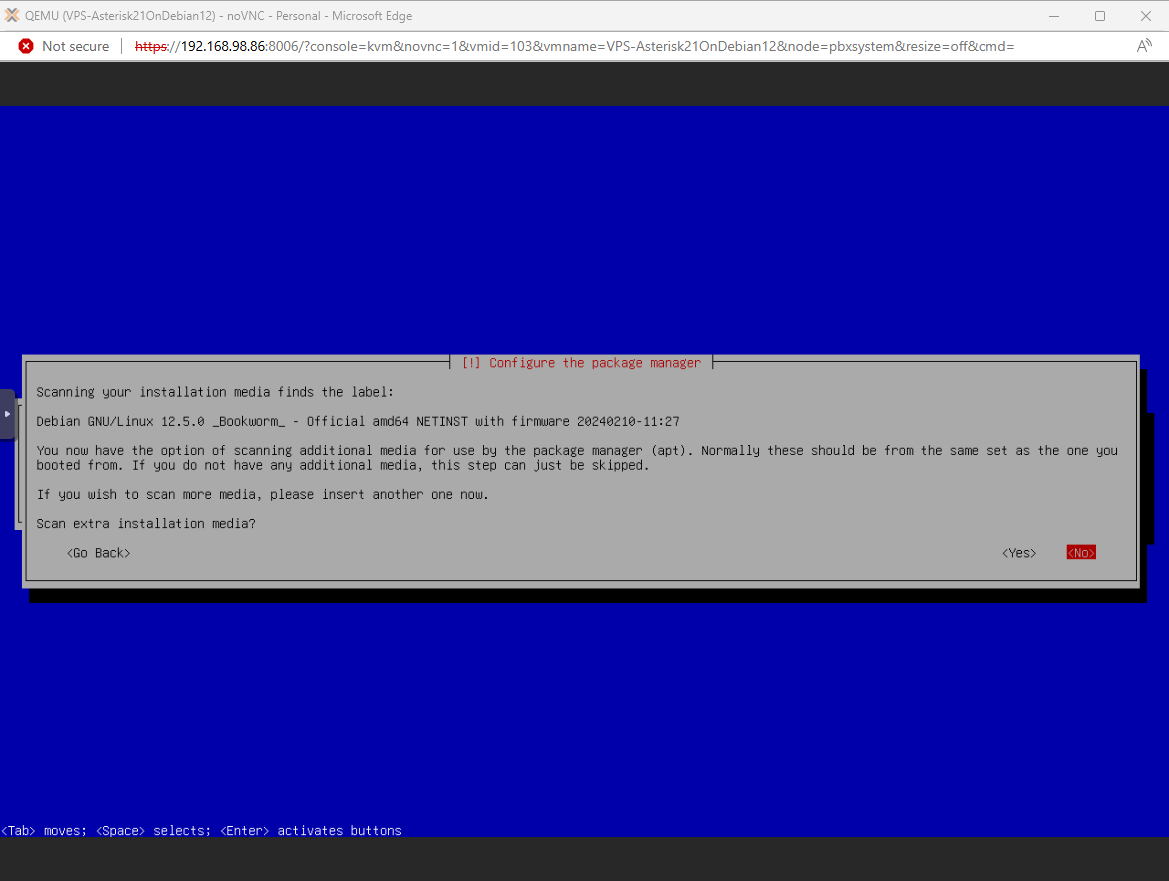 QEMU (VPS-Asterisk21OnDebian12) - noVNC - Personal - Microsoft Edge
Not secure https://192.168.98.86:8006/?console=kvm&novnc=1&vmid=103&vmname=VPS-Asterisk21OnDebian12&node=pbxsystem&resize=off&cmd=
[!] Configure the package manager
Scanning your installation media finds the label:
Debian GNU/Linux 12.5.0 _Bookworm_ - Official amd64 NETINST with firmware 20240210-11:27
You now have the option of scanning additional media for use by the package manager (apt). Normally these should be from the same set as the one you
booted from. If you do not have any additional media, this step can just be skipped.
If you wish to scan more media, please insert another one now.
Scan extra installation media?
<Go Back> <Yes> <No>
<Tab> moves; <Space> selects; <Enter> activates buttons